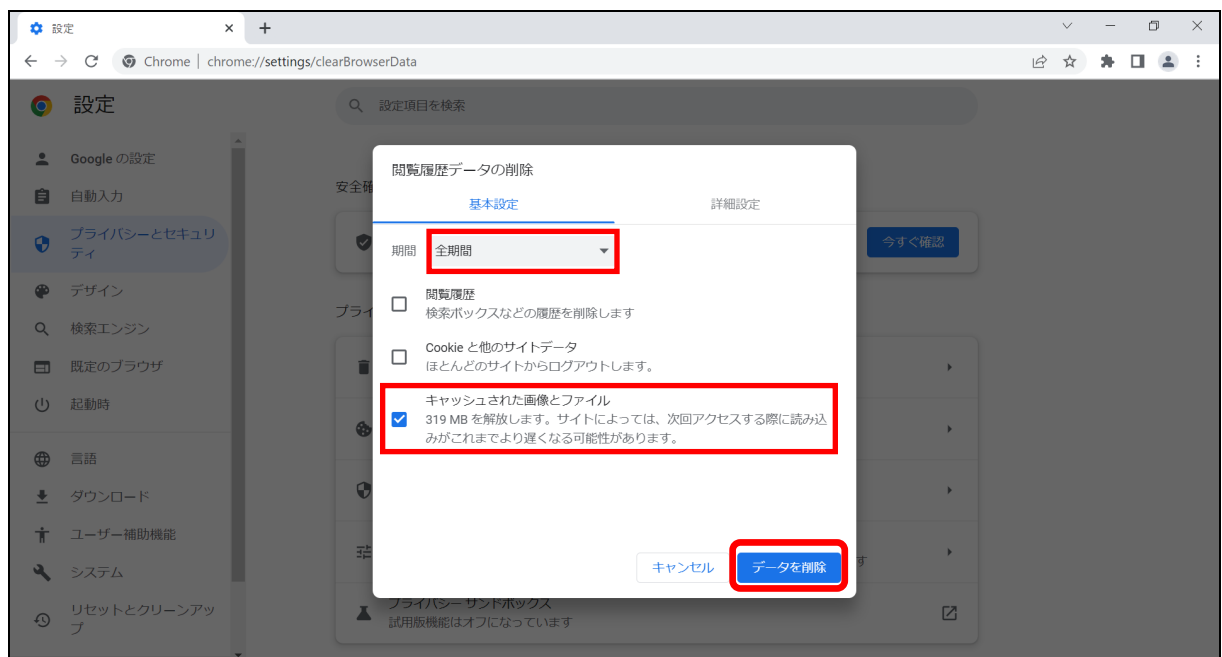 設定
Chrome | chrome://settings/clearBrowserData
設定
設定項目を検索
Google の設定
自動入力
プライバシーとセキュリ
ティ
デザイン
検索エンジン
既定のブラウザ
起動時
言語
ダウンロード
ユーザー補助機能
システム
リセットとクリーンアッ
プ
安全確
今すぐ確認
プライ
閲覧履歴データの削除
基本設定
詳細設定
期間
全期間
閲覧履歴
検索ボックスなどの履歴を削除します
Cookie と他のサイトデータ
ほとんどのサイトからログアウトします。
キャッシュされた画像とファイル
319 MB を解放します。サイトによっては、次回アクセスする際に読み込
みがこれまでより遅くなる可能性があります。
キャンセル
データを削除
す
プライバシー サンドボックス
試用版機能はオフになっています